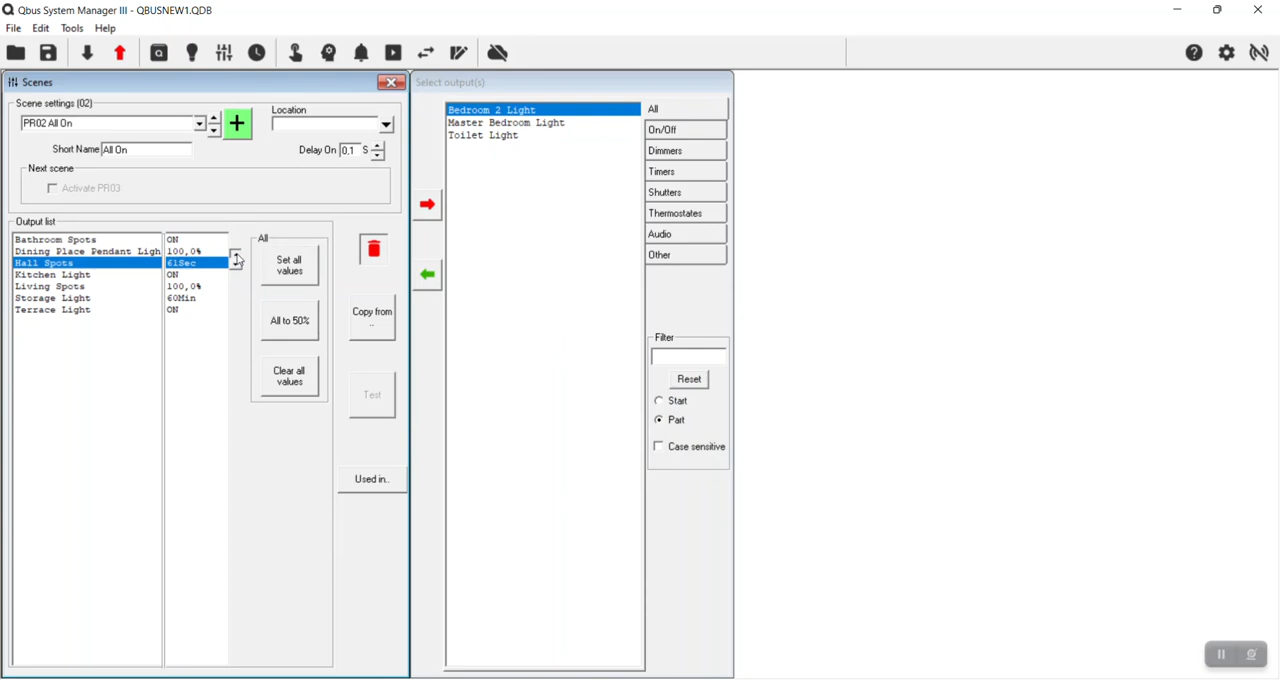 Qbus System Manager III - QBUSNEW1.QDB
File Edit Tools Help
Scenes
Scene settings (02)
PR02 All On
Location
Short Name All On
Delay On 0,1 S
Next scene
Activate PR03
Output list
Bathroom Spots ON
Dining Place Pendant Ligh 100,0%
Hall Spots 61Sec
Kitchen Light ON
Living Spots 100,0%
Storage Light 60Min
Terrace Light ON
All
Set all values
All to 50%
Clear all values
Copy from ..
Test
Used in..
Select output(s)
Bedroom 2 Light
Master Bedroom Light
Toilet Light
All
On/Off
Dimmers
Timers
Shutters
Thermostates
Audio
Other
Filter
Reset
Start
Part
Case sensitive